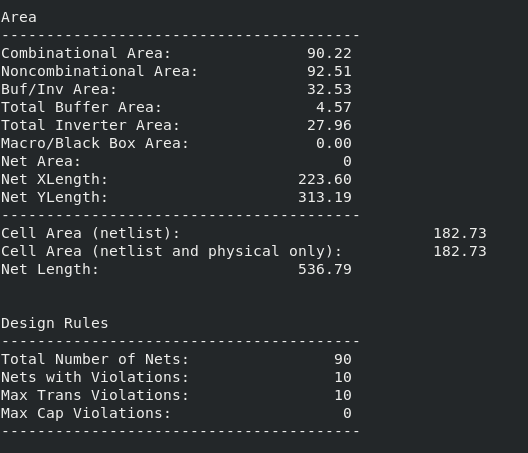 Area
----------------------------------------
Combinational Area:               90.22
Noncombinational Area:            92.51
Buf/Inv Area:                     32.53
Total Buffer Area:                 4.57
Total Inverter Area:              27.96
Macro/Black Box Area:              0.00
Net Area:                             0
Net XLength:                     223.60
Net YLength:                     313.19
----------------------------------------
Cell Area (netlist):                            182.73
Cell Area (netlist and physical only):          182.73
Net Length:                      536.79
Design Rules
----------------------------------------
Total Number of Nets:                90
Nets with Violations:                10
Max Trans Violations:                10
Max Cap Violations:                   0
----------------------------------------